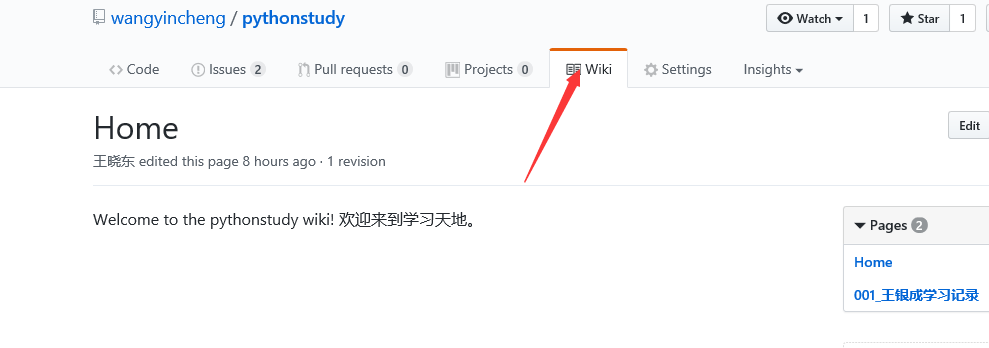 wangyincheng / pythonstudy
Watch 1 Star 1
Code Issues 2 Pull requests 0 Projects 0 Wiki Settings Insights
Home
Edit
王晓东 edited this page 8 hours ago · 1 revision
Welcome to the pythonstudy wiki! 欢迎来到学习天地。
Pages 2
Home
001_王银成学习记录